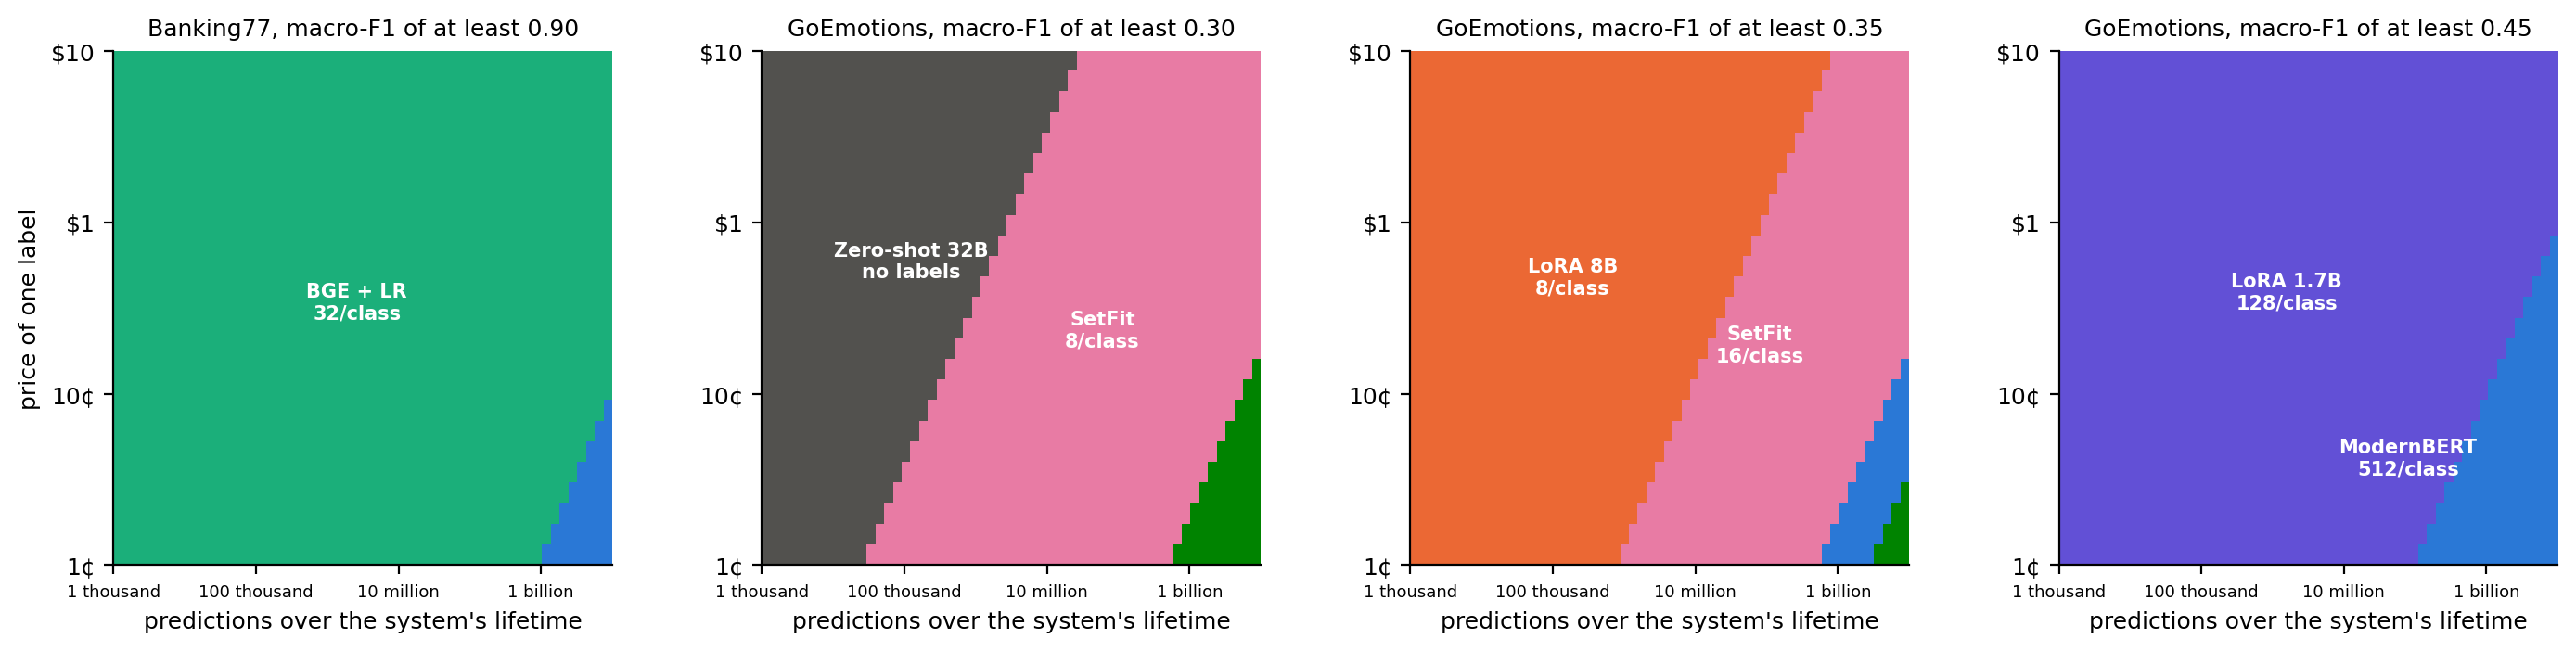 Banking77, macro-F1 of at least 0.90
$10
$1
10¢
1¢
price of one label
BGE + LR
32/class
1 thousand 100 thousand 10 million 1 billion
predictions over the system's lifetime
GoEmotions, macro-F1 of at least 0.30
$10
$1
10¢
1¢
Zero-shot 32B
no labels
SetFit
8/class
1 thousand 100 thousand 10 million 1 billion
predictions over the system's lifetime
GoEmotions, macro-F1 of at least 0.35
$10
$1
10¢
1¢
LoRA 8B
8/class
SetFit
16/class
1 thousand 100 thousand 10 million 1 billion
predictions over the system's lifetime
GoEmotions, macro-F1 of at least 0.45
$10
$1
10¢
1¢
LoRA 1.7B
128/class
ModernBERT
512/class
1 thousand 100 thousand 10 million 1 billion
predictions over the system's lifetime